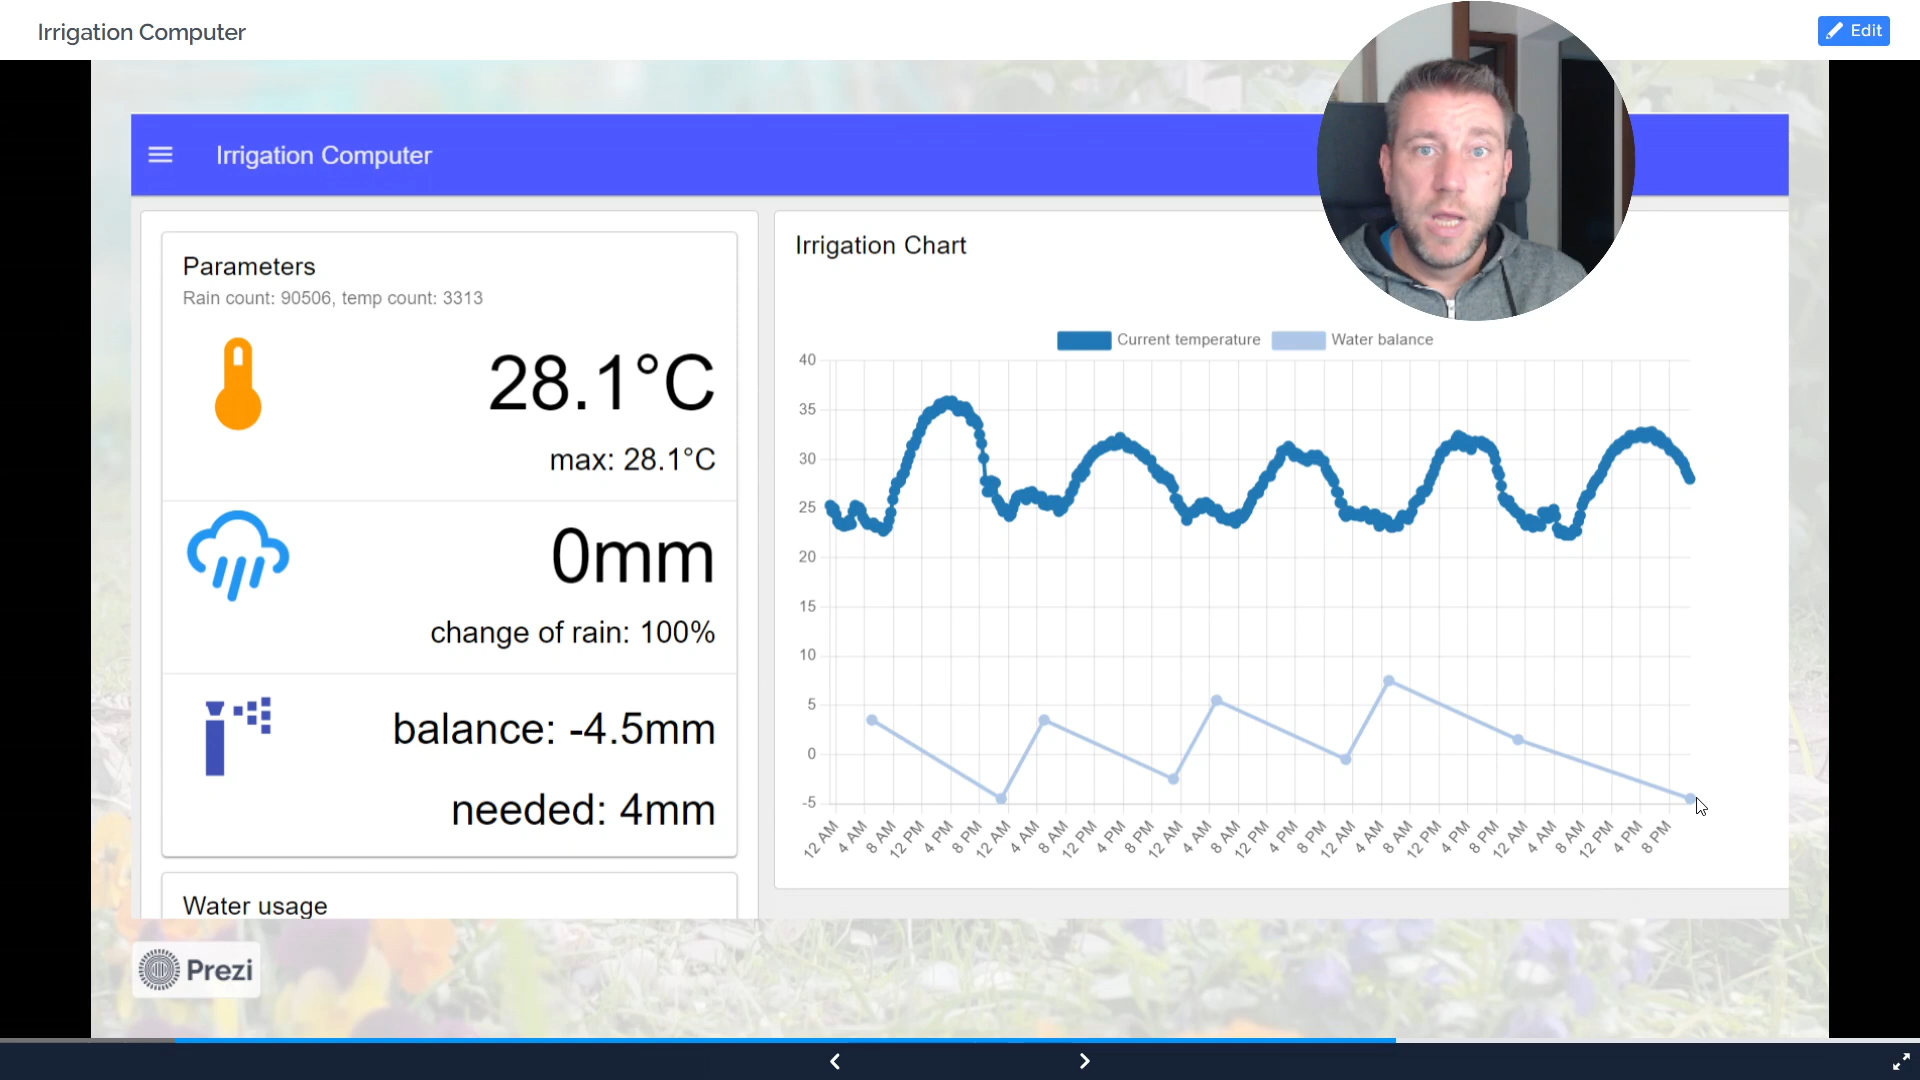 Irrigation Computer
Edit
Irrigation Computer
Parameters
Rain count: 90506, temp count: 3313
28.1°C
max: 28.1°C
0mm
change of rain: 100%
balance: -4.5mm
needed: 4mm
Water usage
Irrigation Chart
Current temperature Water balance
40
35
30
25
20
15
10
5
0
-5
12 AM 4 AM 8 AM 12 PM 4 PM 8 PM 12 AM 4 AM 8 AM 12 PM 4 PM 8 PM 12 AM 4 AM 8 AM 12 PM 4 PM 8 PM 12 AM 4 AM 8 AM 12 PM 4 PM 8 PM 12 AM 4 AM 8 AM 12 PM 4 PM 8 PM
Prezi